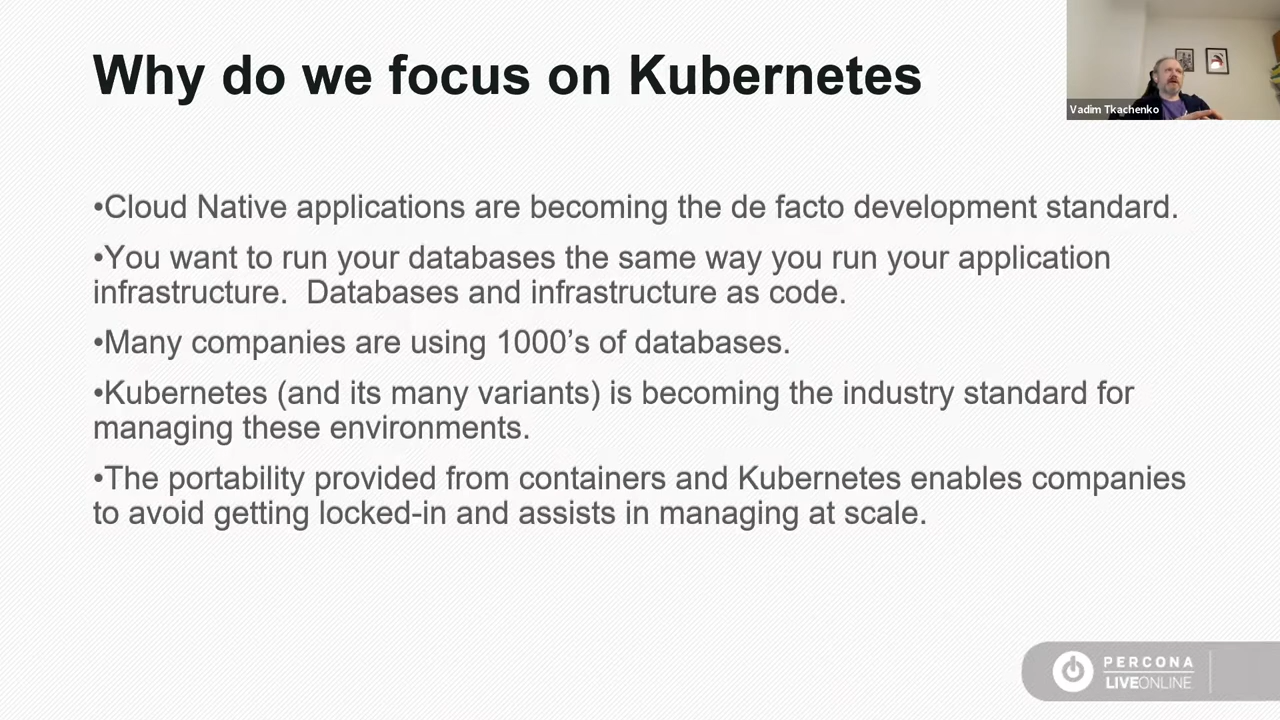 Why do we focus on Kubernetes
Vadim Tkachenko
•Cloud Native applications are becoming the de facto development standard.
•You want to run your databases the same way you run your application
infrastructure.  Databases and infrastructure as code.
•Many companies are using 1000’s of databases.
•Kubernetes (and its many variants) is becoming the industry standard for
managing these environments.
•The portability provided from containers and Kubernetes enables companies
to avoid getting locked-in and assists in managing at scale.
PERCONA
LIVEONLINE